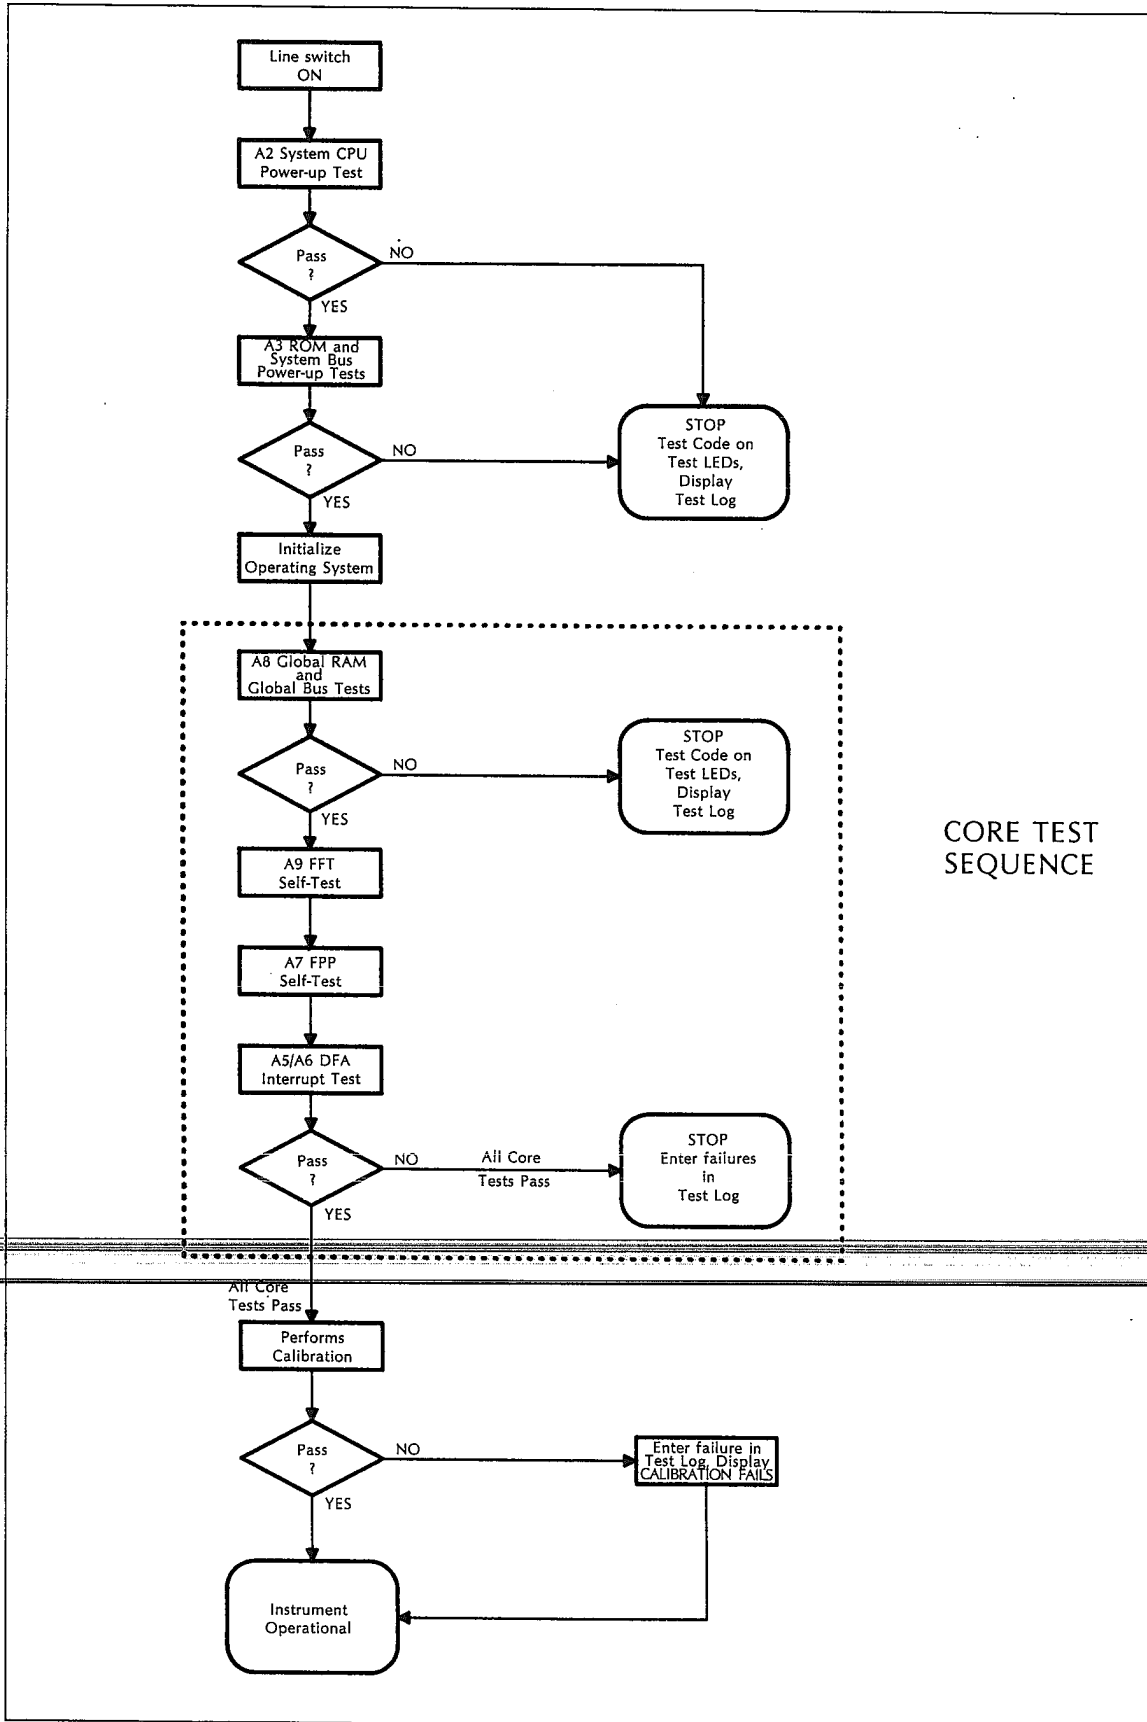 Line switch
ON
A2 System CPU
Power-up Test
Pass
?
NO
YES
A3 ROM and
System Bus
Power-up Tests
STOP
Test Code on
Test LEDs,
Display
Test Log
Pass
?
NO
YES
Initialize
Operating System
A8 Global RAM
and
Global Bus Tests
Pass
?
NO
YES
STOP
Test Code on
Test LEDs,
Display
Test Log
CORE TEST
SEQUENCE
A9 FFT
Self-Test
A7 FPP
Self-Test
A5/A6 DFA
Interrupt Test
Pass
?
NO
All Core
Tests Pass
YES
STOP
Enter failures
in
Test Log
All Core
Tests Pass
Performs
Calibration
Pass
?
NO
YES
Enter failure in
Test Log, Display
CALIBRATION FAILS
Instrument
Operational